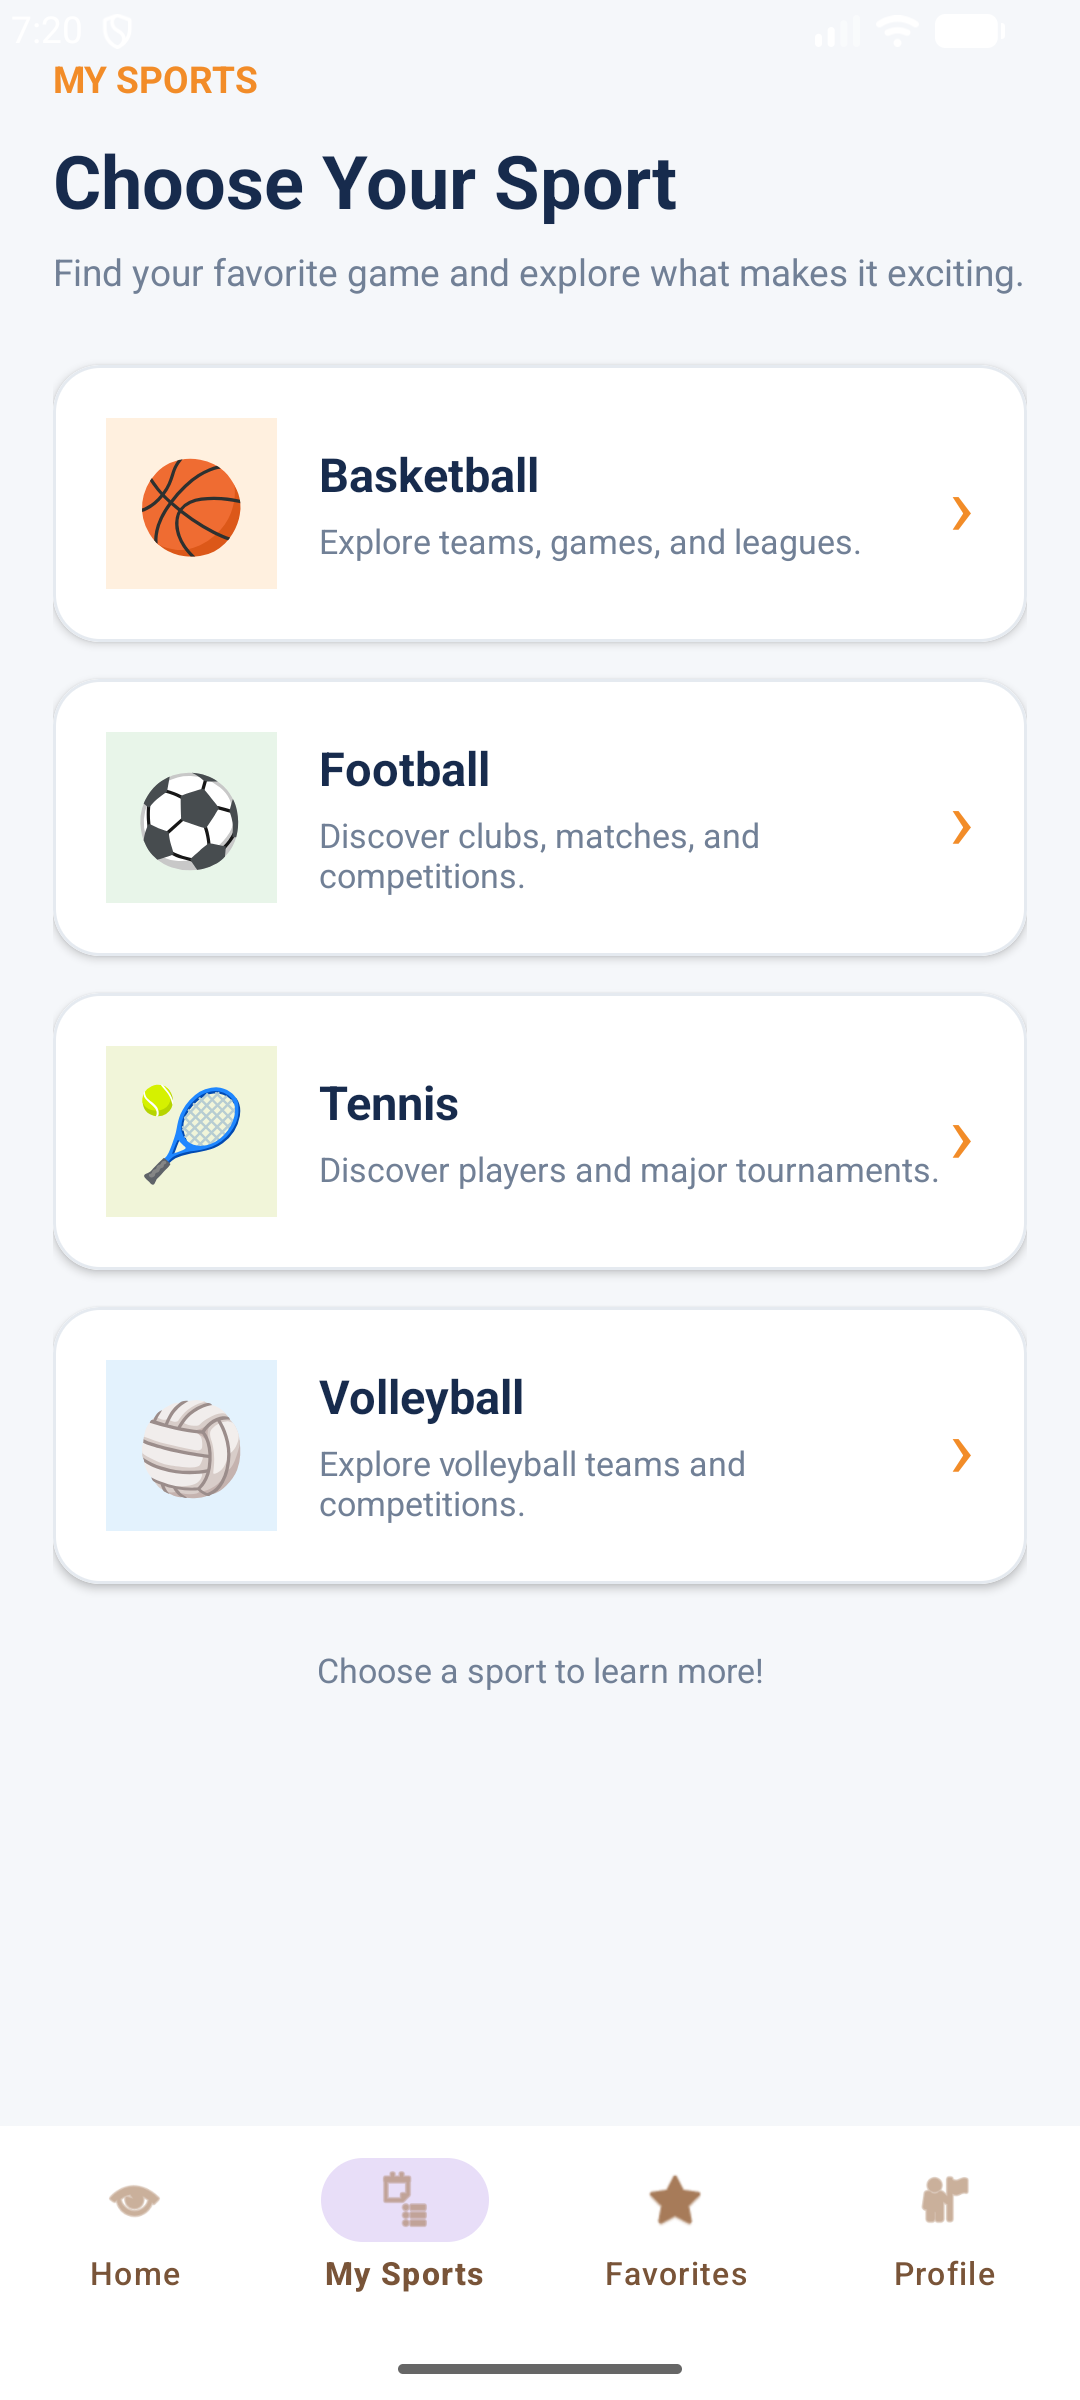 7:20
MY SPORTS
Choose Your Sport
Find your favorite game and explore what makes it exciting.
Basketball
Explore teams, games, and leagues.
Football
Discover clubs, matches, and
competitions.
Tennis
Discover players and major tournaments.
Volleyball
Explore volleyball teams and
competitions.
Choose a sport to learn more!
Home
My Sports
Favorites
Profile